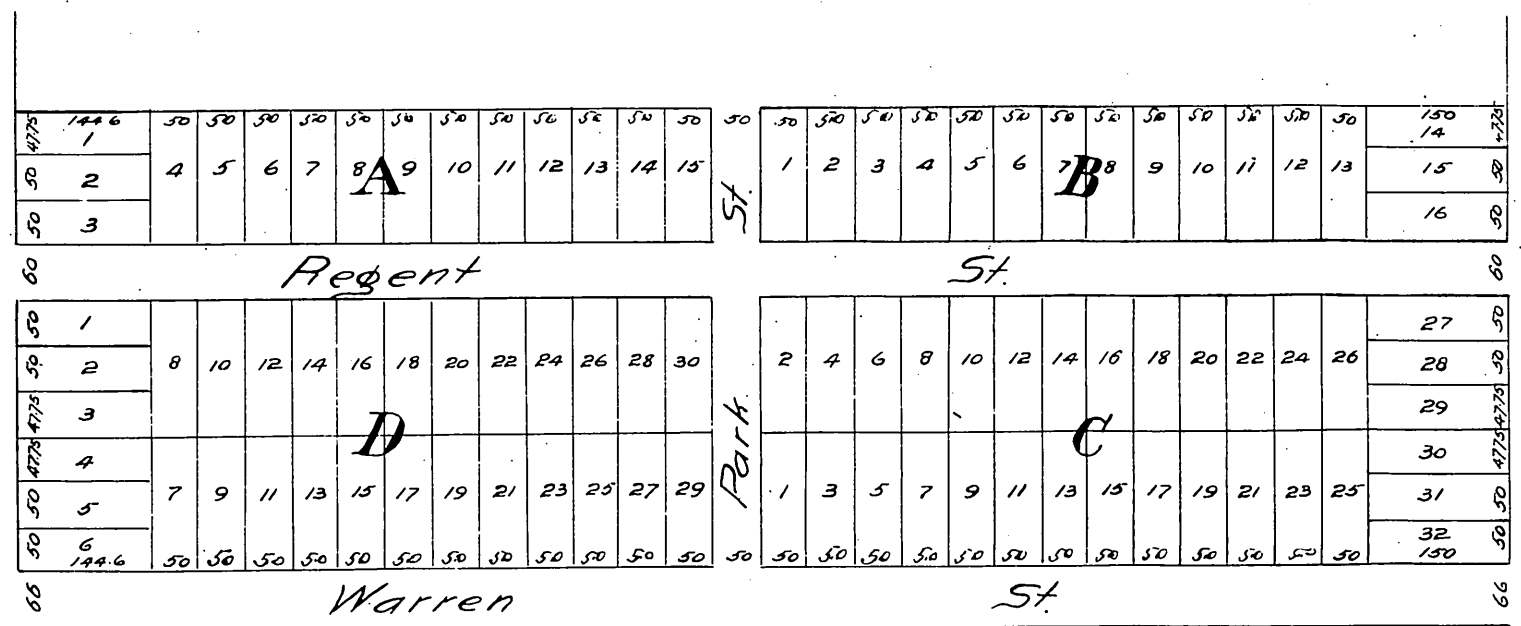 47.75 144.6 50 50 50 50 50 50 50 50 50 50 50 50 50 50 50 50 50 50 50 50 50 50 50 50 50 50 150 47.75
1 14
50 2 4 5 6 7 8 A 9 10 11 12 13 14 15 1 2 3 4 5 6 7 B 8 9 10 11 12 13 15 50
50 3 St. 16 50
60 Regent St. 60
50 1 27 50
50 2 8 10 12 14 16 18 20 22 24 26 28 30 2 4 6 8 10 12 14 16 18 20 22 24 26 28 50
47.75 3 29 47.75
D Park C
47.75 4 30 47.75
50 5 7 9 11 13 15 17 19 21 23 25 27 29 1 3 5 7 9 11 13 15 17 19 21 23 25 31 50
50 6 32 50
144.6 50 50 50 50 50 50 50 50 50 50 50 50 50 50 50 50 50 50 50 50 50 50 50 50 50 50 150
66 Warren St. 66